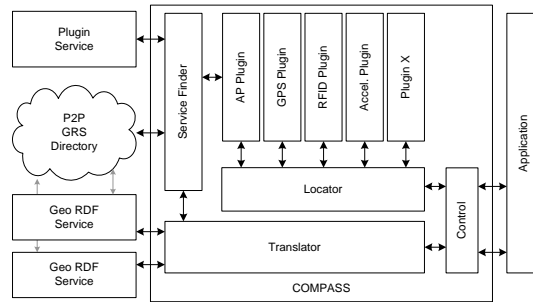 Plugin
Service
P2P
GRS
Directory
Geo RDF
Service
Geo RDF
Service
Service Finder
AP Plugin
GPS Plugin
RFID Plugin
Accel. Plugin
Plugin X
Locator
Translator
Control
COMPASS
Application